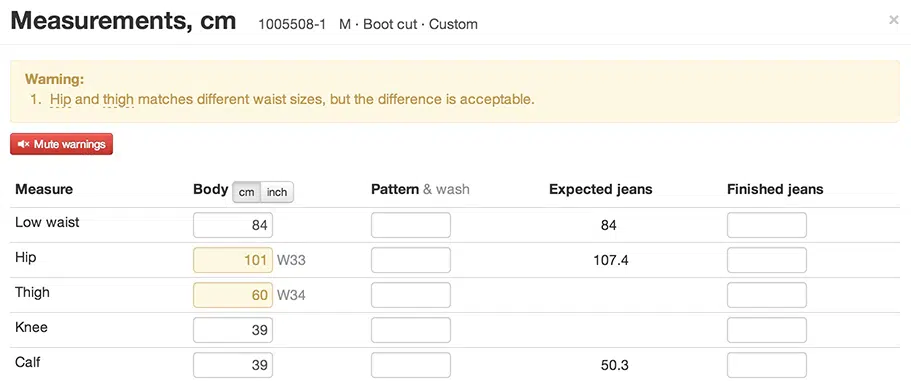 Measurements, cm 1005508-1 M · Boot cut · Custom ×
Warning:
1. Hip and thigh matches different waist sizes, but the difference is acceptable.
Mute warnings
Measure Body cm inch Pattern & wash Expected jeans Finished jeans
Low waist 84 84
Hip 101 W33 107.4
Thigh 60 W34
Knee 39
Calf 39 50.3